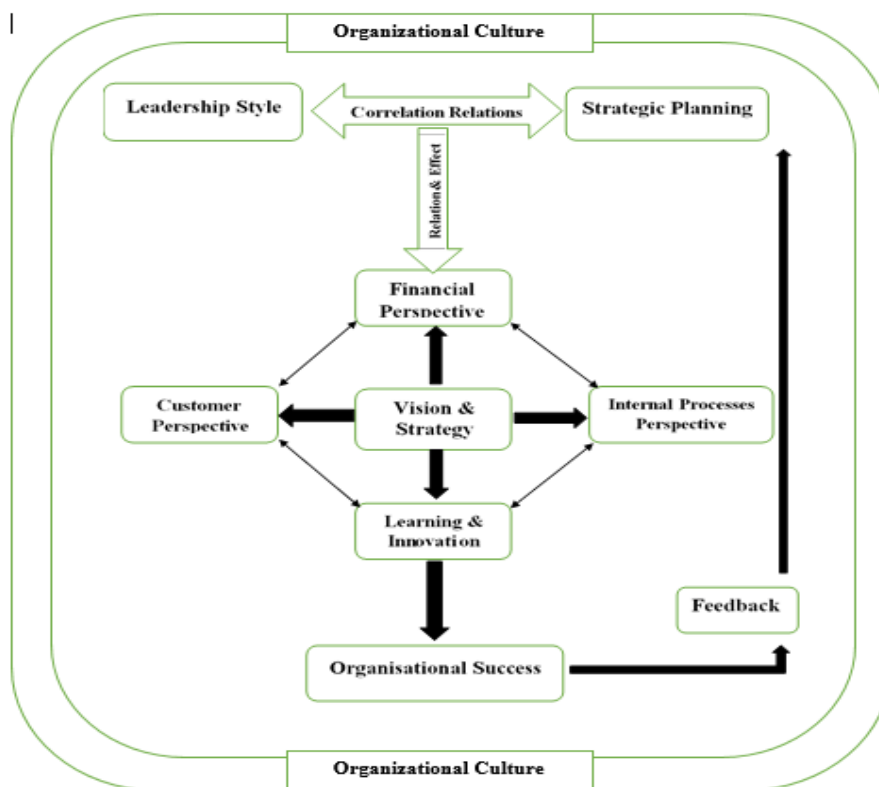 Organizational Culture
Leadership Style
Correlation Relations
Strategic Planning
Relation& Effect
Financial
Perspective
Customer
Perspective
Vision &
Strategy
Internal Processes
Perspective
Learning &
Innovation
Feedback
Organisational Success
Organizational Culture